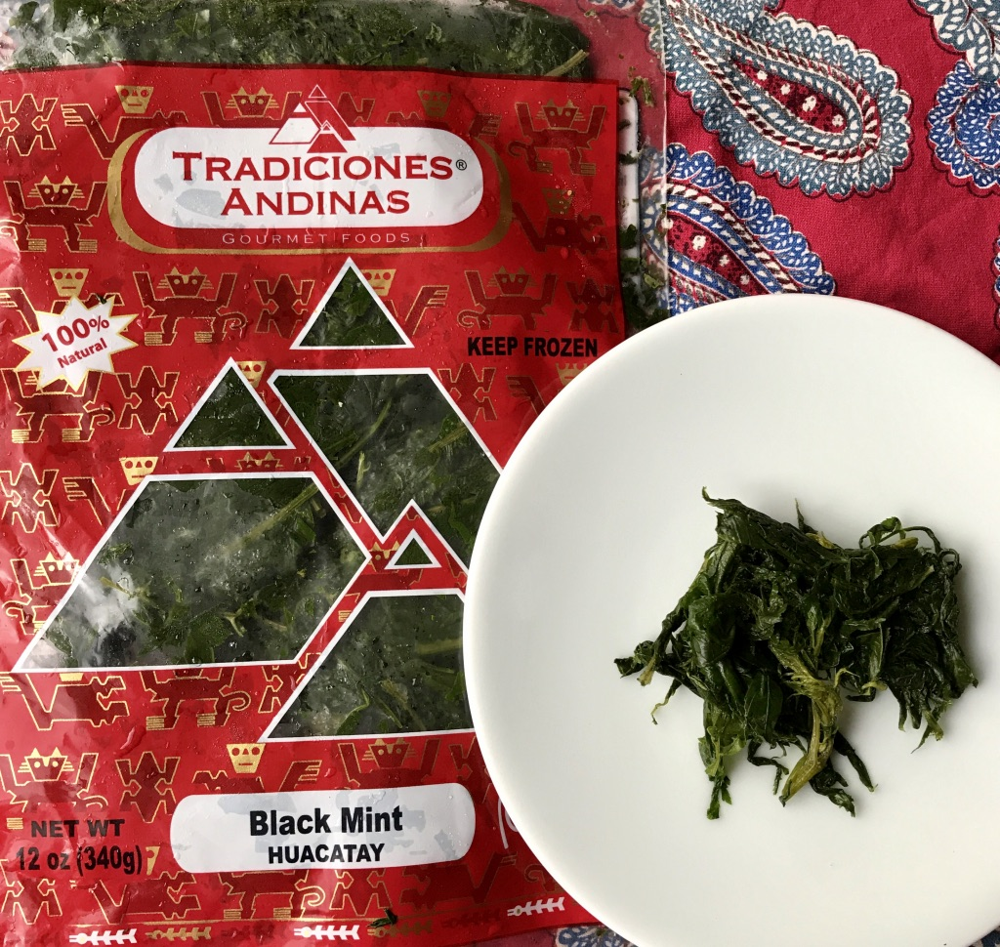 TRADICIONES®
ANDINAS
GOURMET FOODS
100%
Natural
KEEP FROZEN
Black Mint
HUACATAY
NET WT
12 oz (340g)